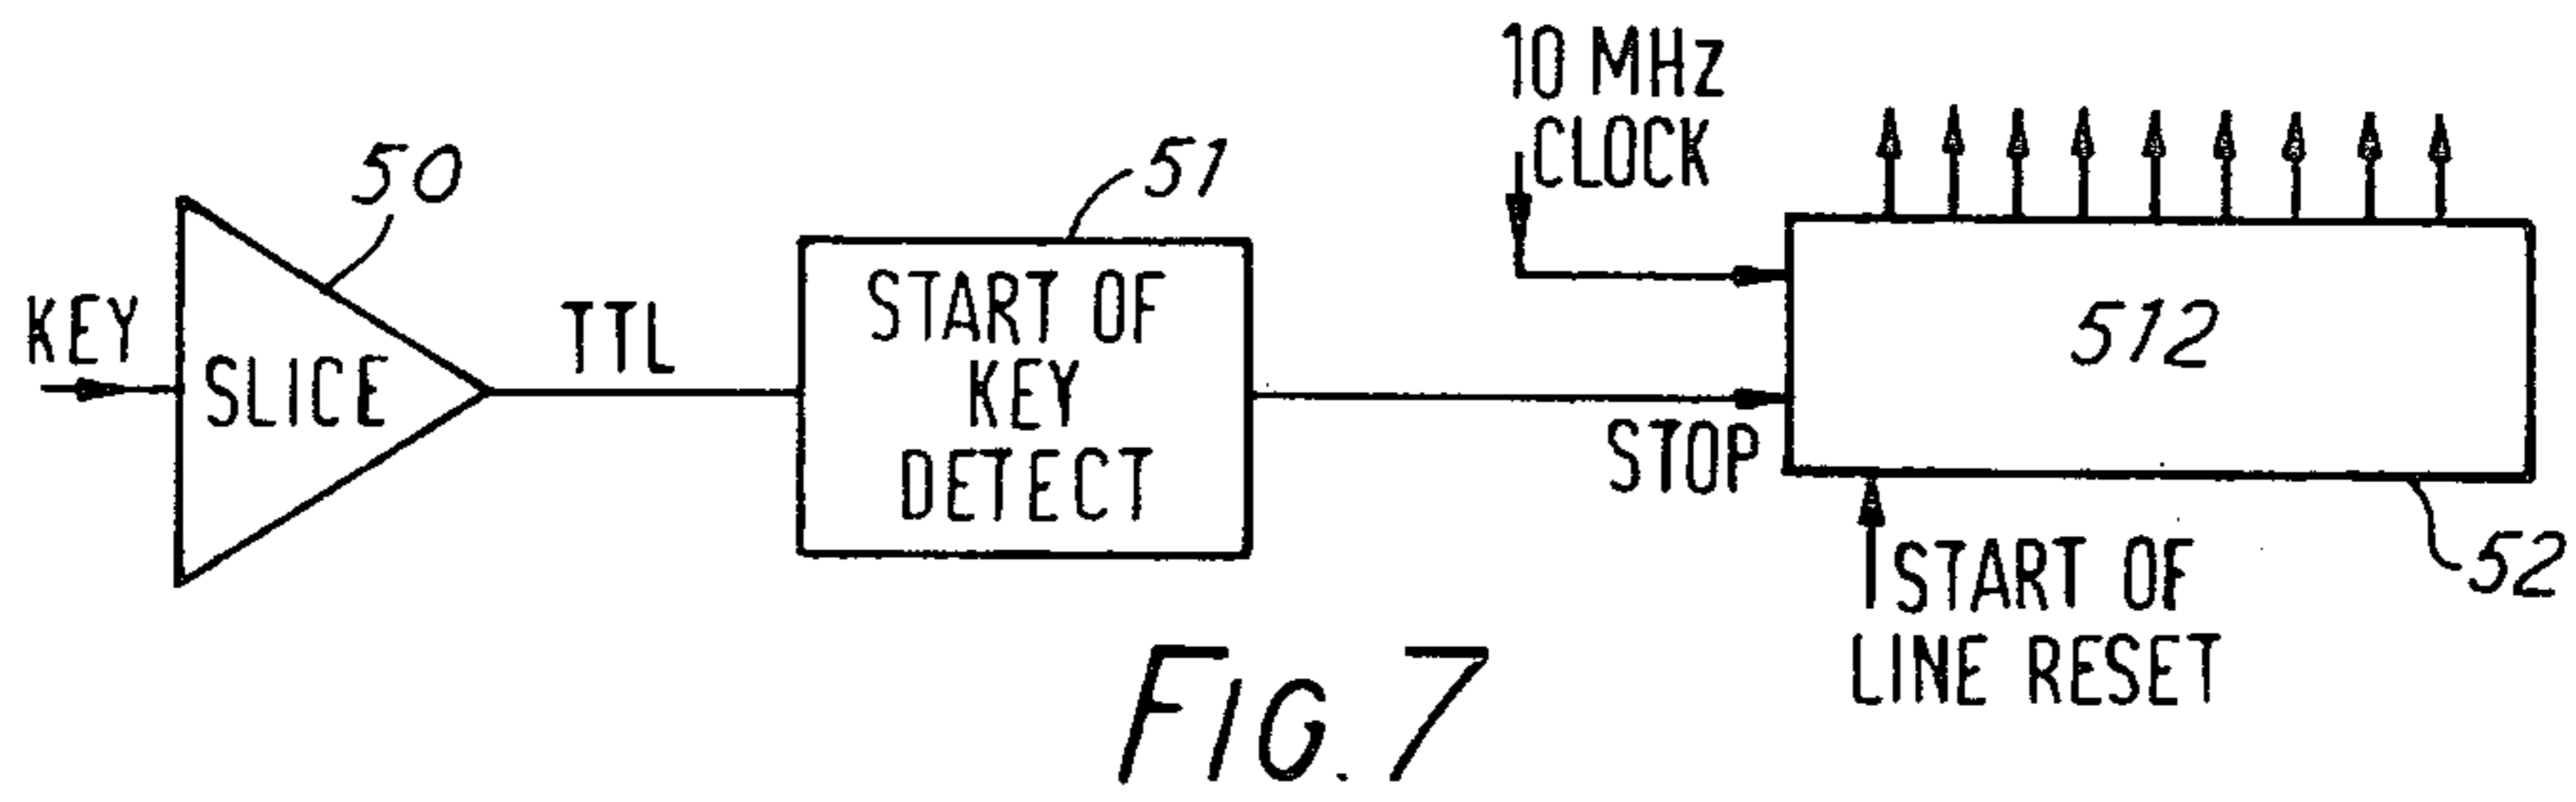 10 MHz
CLOCK
50
51
KEY
SLICE
TTL
START OF
KEY
DETECT
512
STOP
START OF
LINE RESET
52
FIG. 7